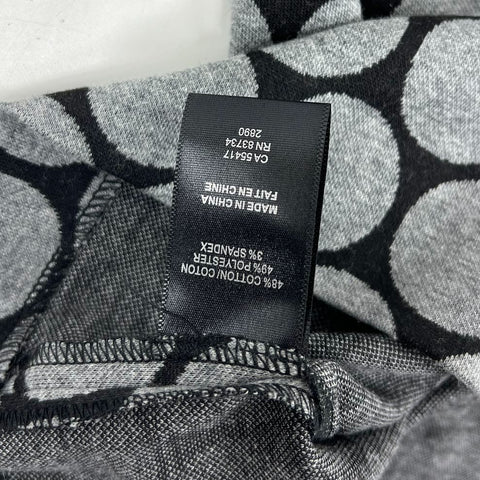 48% COTTON/COTON
49% POLYESTER
3% SPANDEX
MADE IN CHINA
FAIT EN CHINE
CA 55417
RN 83734
2890